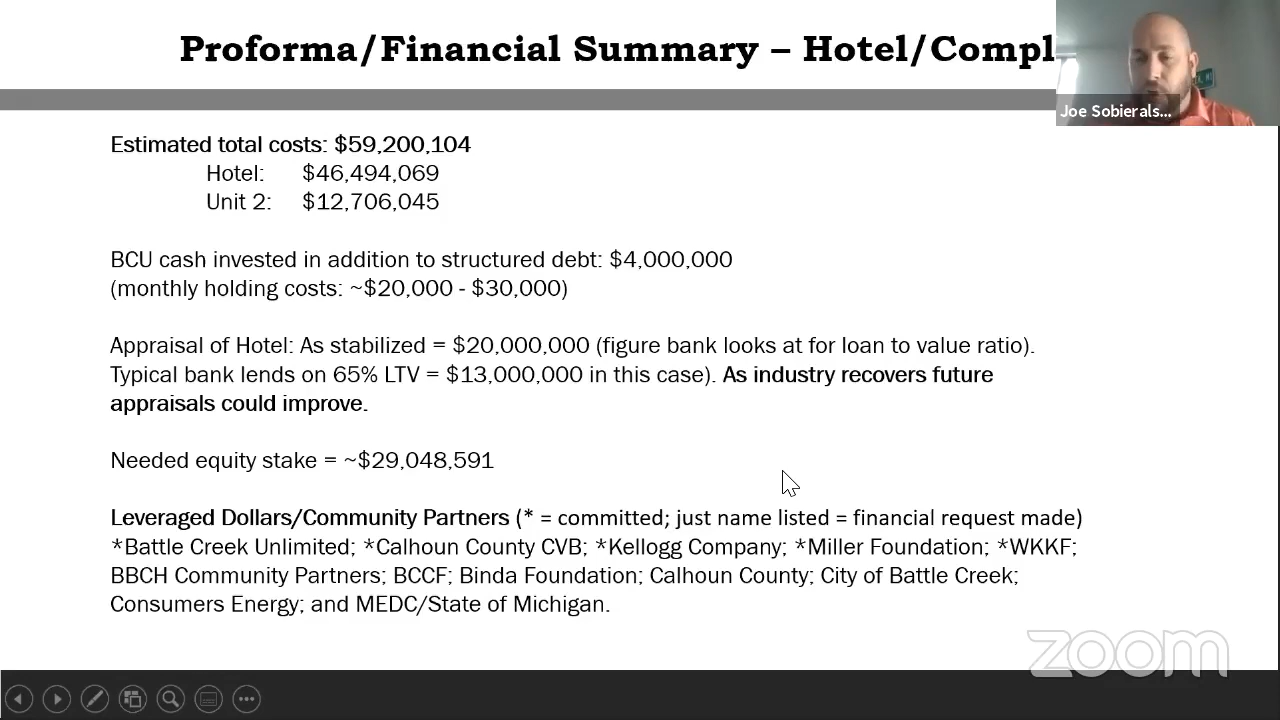 Proforma/Financial Summary – Hotel/Compl
Joe Sobierals...
Estimated total costs: $59,200,104
Hotel: $46,494,069
Unit 2: $12,706,045
BCU cash invested in addition to structured debt: $4,000,000
(monthly holding costs: ~$20,000 - $30,000)
Appraisal of Hotel: As stabilized = $20,000,000 (figure bank looks at for loan to value ratio).
Typical bank lends on 65% LTV = $13,000,000 in this case). As industry recovers future
appraisals could improve.
Needed equity stake = ~$29,048,591
Leveraged Dollars/Community Partners (* = committed; just name listed = financial request made)
*Battle Creek Unlimited; *Calhoun County CVB; *Kellogg Company; *Miller Foundation; *WKKF;
BBCH Community Partners; BCCF; Binda Foundation; Calhoun County; City of Battle Creek;
Consumers Energy; and MEDC/State of Michigan.
zoom